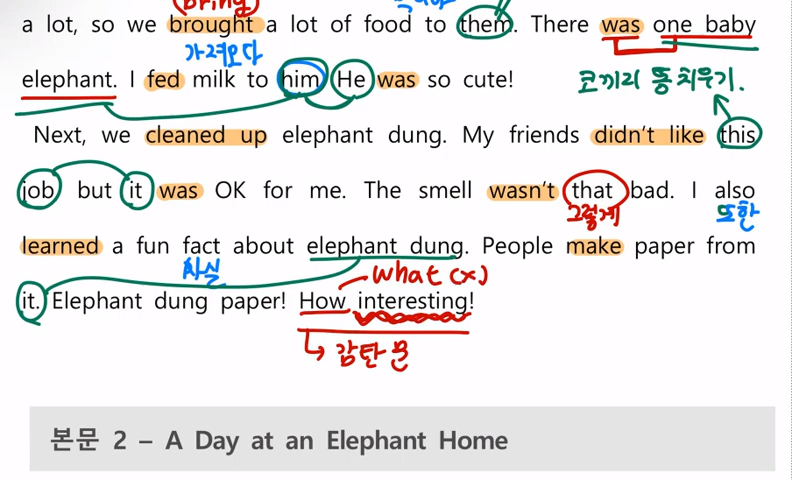 (bring)
a lot, so we brought a lot of food to them. There was one baby
가져오다
elephant. I fed milk to him. He was so cute!
코끼리 똥 치우기.
Next, we cleaned up elephant dung. My friends didn't like this
job but it was OK for me. The smell wasn't that bad. I also
그렇게 또한
learned a fun fact about elephant dung. People make paper from
사실 what (x)
it. Elephant dung paper! How interesting!
↳ 감탄문
본문 2 – A Day at an Elephant Home